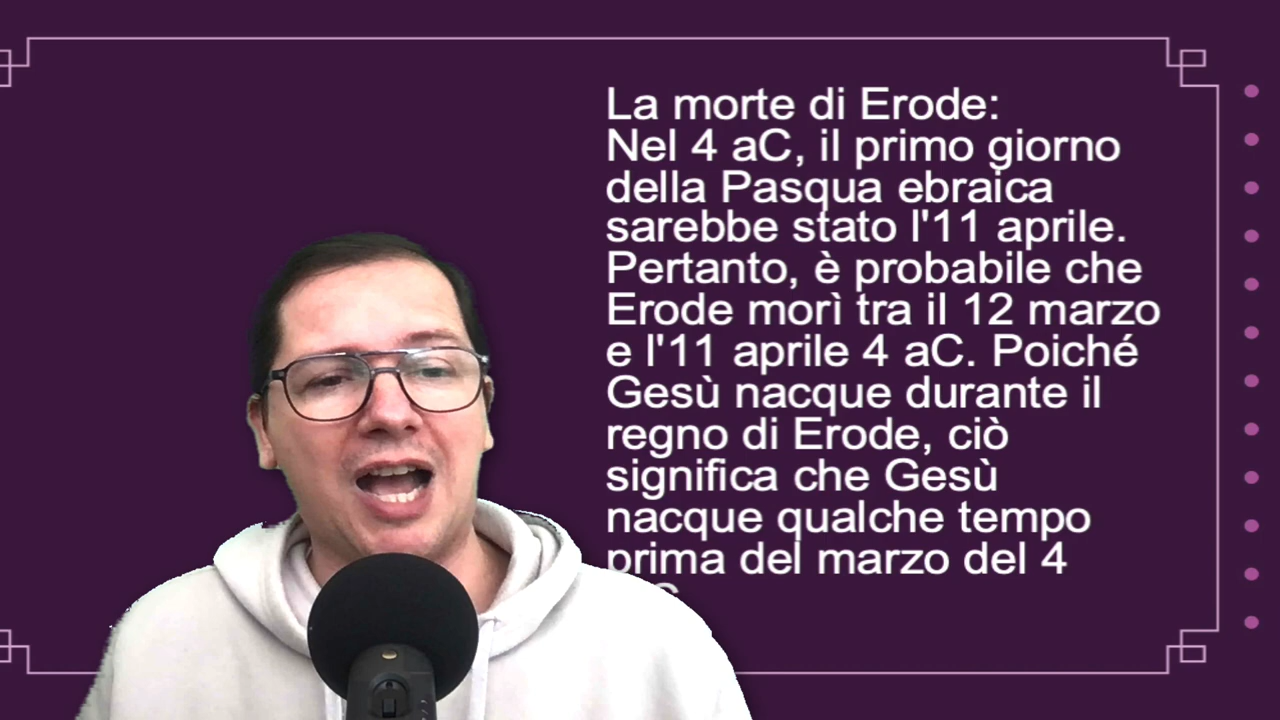 La morte di Erode:
Nel 4 aC, il primo giorno
della Pasqua ebraica
sarebbe stato l'11 aprile.
Pertanto, è probabile che
Erode morì tra il 12 marzo
e l'11 aprile 4 aC. Poiché
Gesù nacque durante il
regno di Erode, ciò
significa che Gesù
nacque qualche tempo
prima del marzo del 4